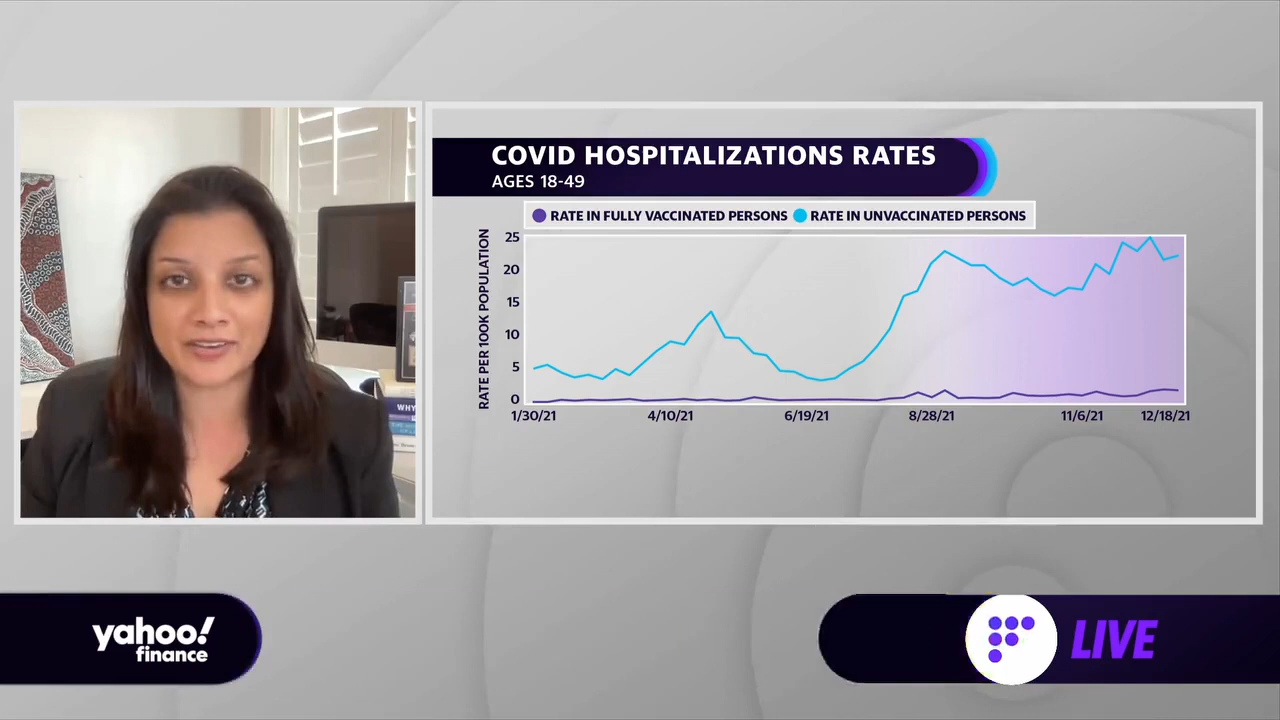 COVID HOSPITALIZATIONS RATES
AGES 18-49
RATE IN FULLY VACCINATED PERSONS RATE IN UNVACCINATED PERSONS
RATE PER 100K POPULATION
25
20
15
10
5
0
1/30/21 4/10/21 6/19/21 8/28/21 11/6/21 12/18/21
WHY
yahoo!
finance
LIVE